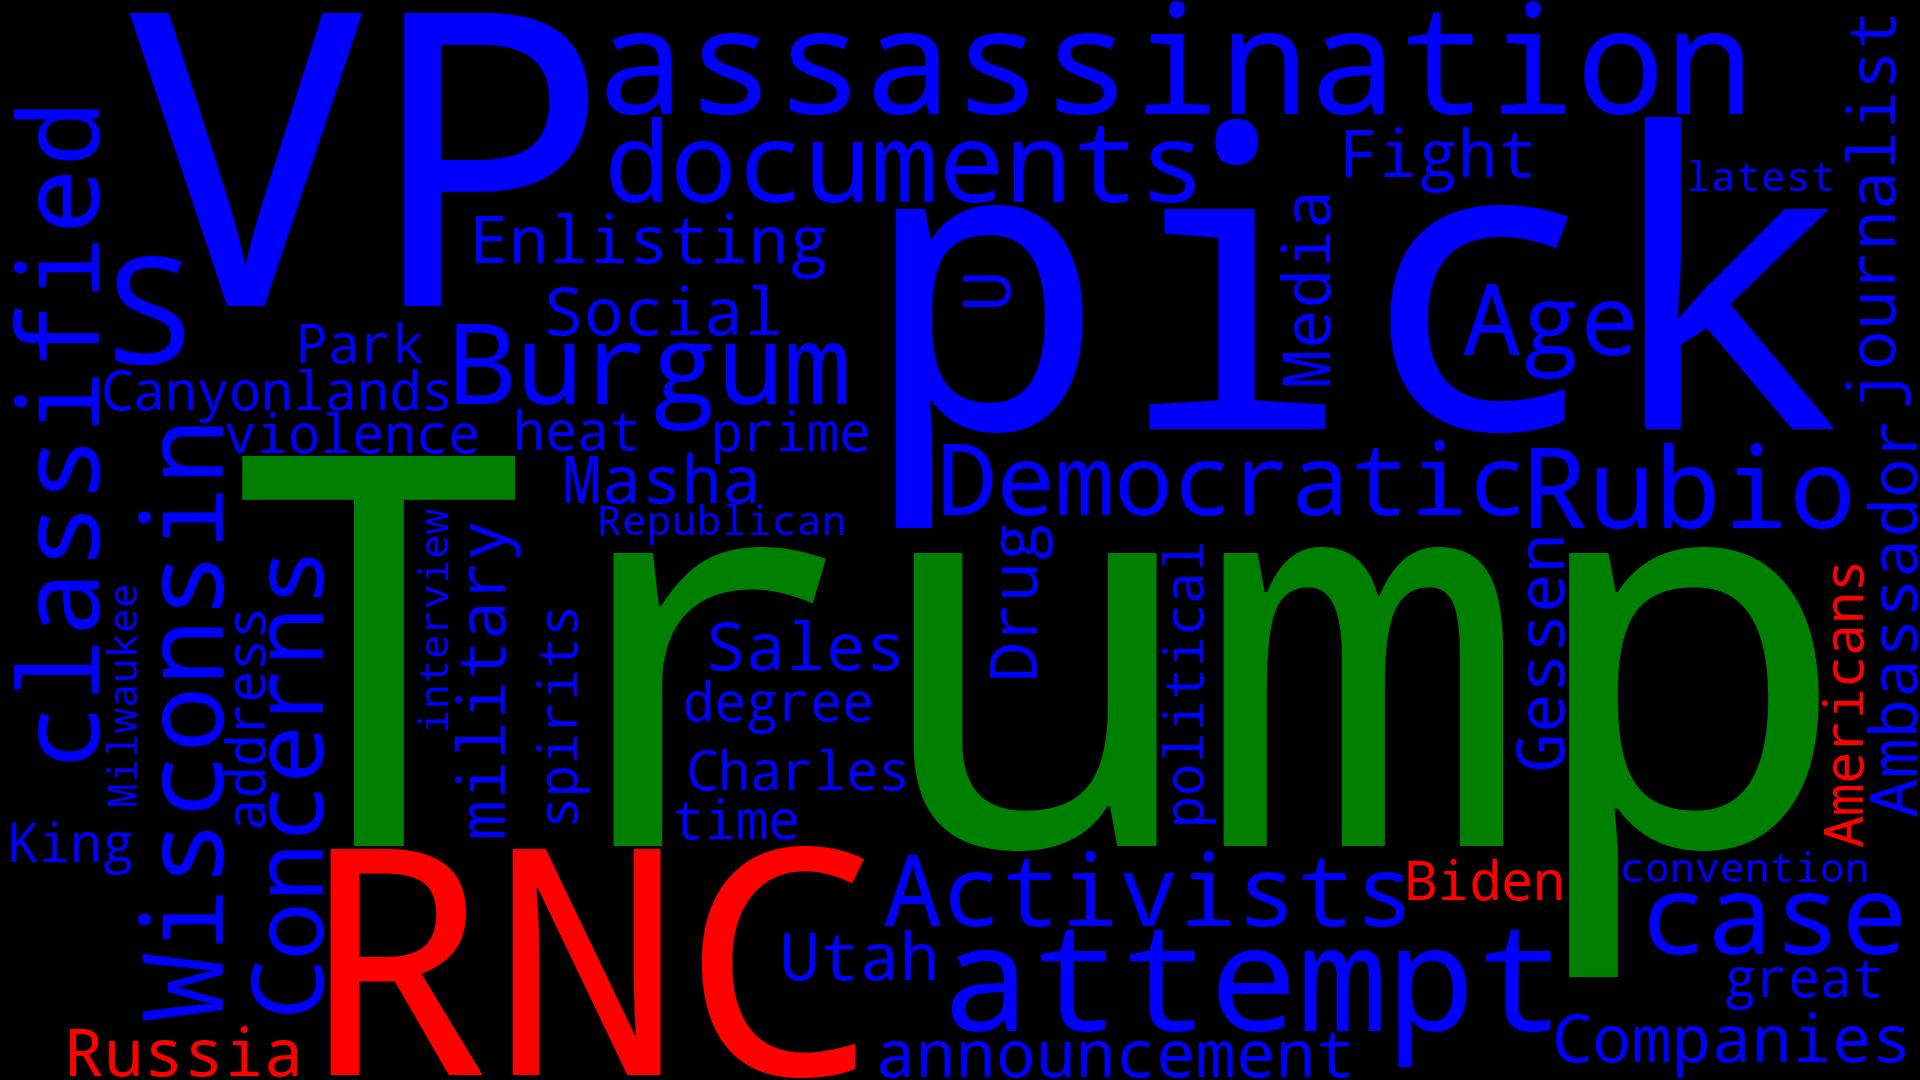 VP
assassination
journalist
classified
documents
Fight
latest
pick
Enlisting
Media
S
U
Social
Age
Park
Burgum
Canyonlands
violence
heat
prime
Wisconsin
Democratic
Rubio
Ambassador
Masha
Republican
Trump
interview
military
Drug
political
Gessen
Americans
Concerns
Milwaukee
address
spirits
Sales
degree
Charles
time
King
RNC
Activists
Biden
convention
case
Utah
attempt
great
Russia
announcement
Companies